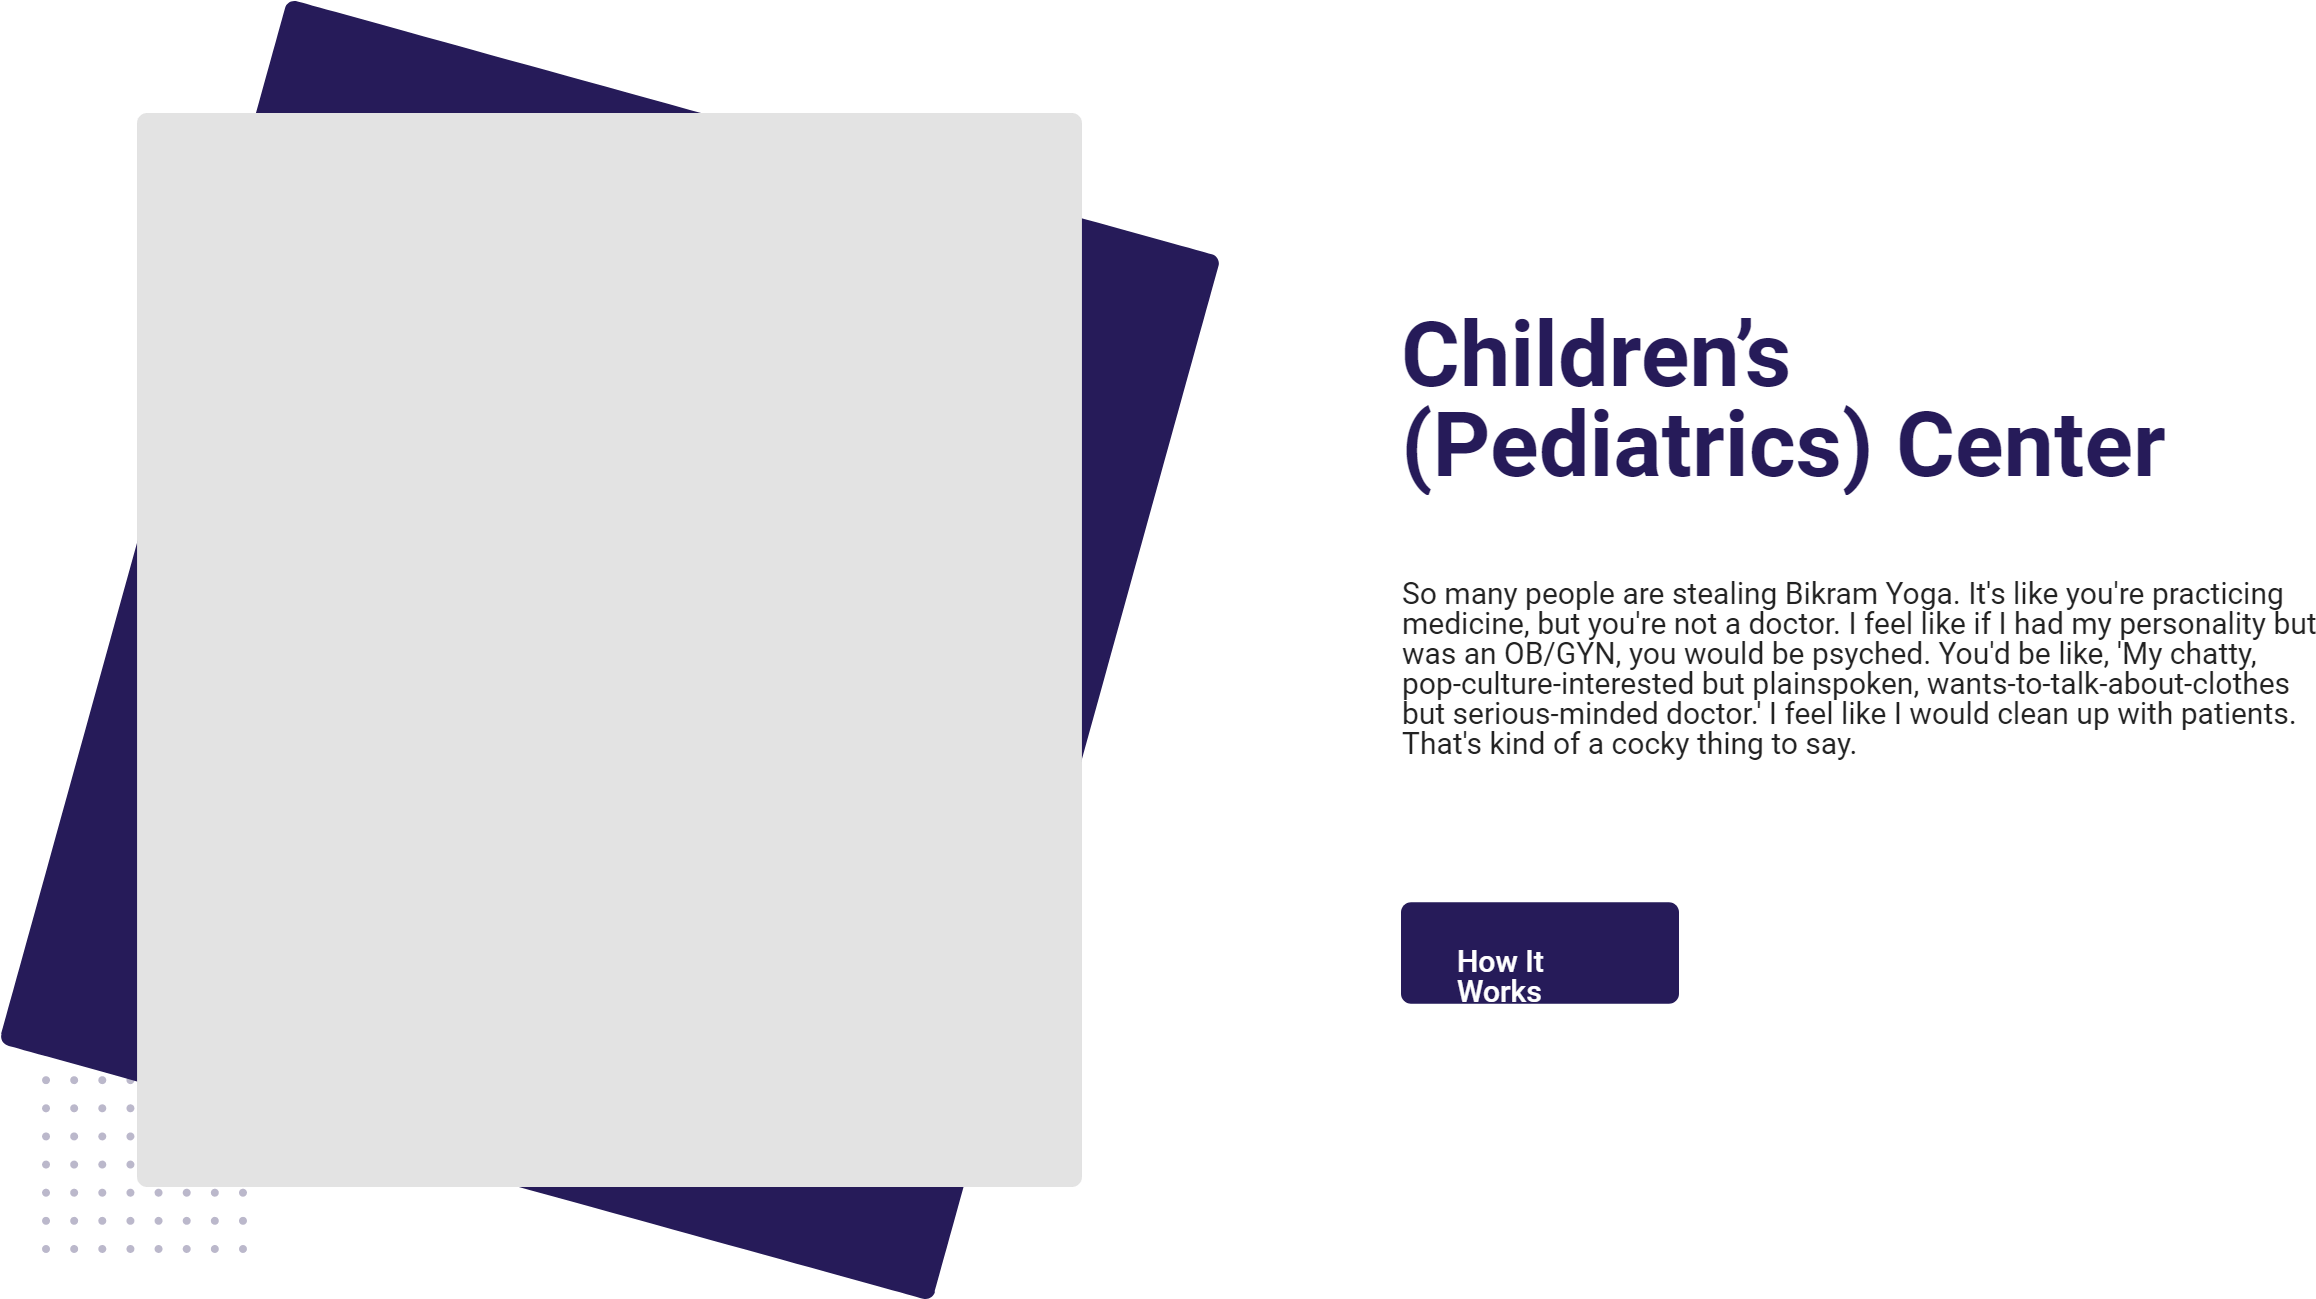 Children’s
(Pediatrics) Center
So many people are stealing Bikram Yoga. It's like you're practicing
medicine, but you're not a doctor. I feel like if I had my personality but
was an OB/GYN, you would be psyched. You'd be like, 'My chatty,
pop-culture-interested but plainspoken, wants-to-talk-about-clothes
but serious-minded doctor.' I feel like I would clean up with patients.
That's kind of a cocky thing to say.
How It
Works